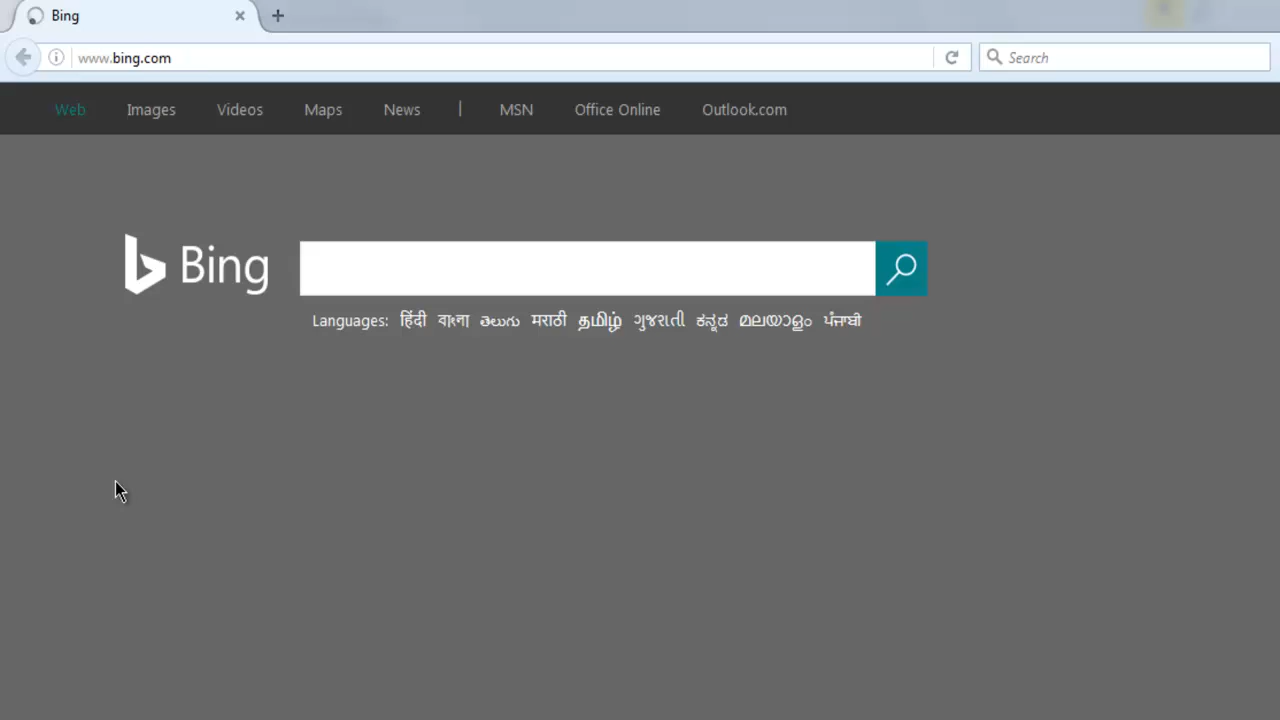 Bing
www.bing.com
Search
Web Images Videos Maps News | MSN Office Online Outlook.com
Bing
Languages: हिंदी বাংলা తెలుగు मराठी தமிழ் ગુજરાતી ಕನ್ನಡ മലയാളം ਪੰਜਾਬੀ